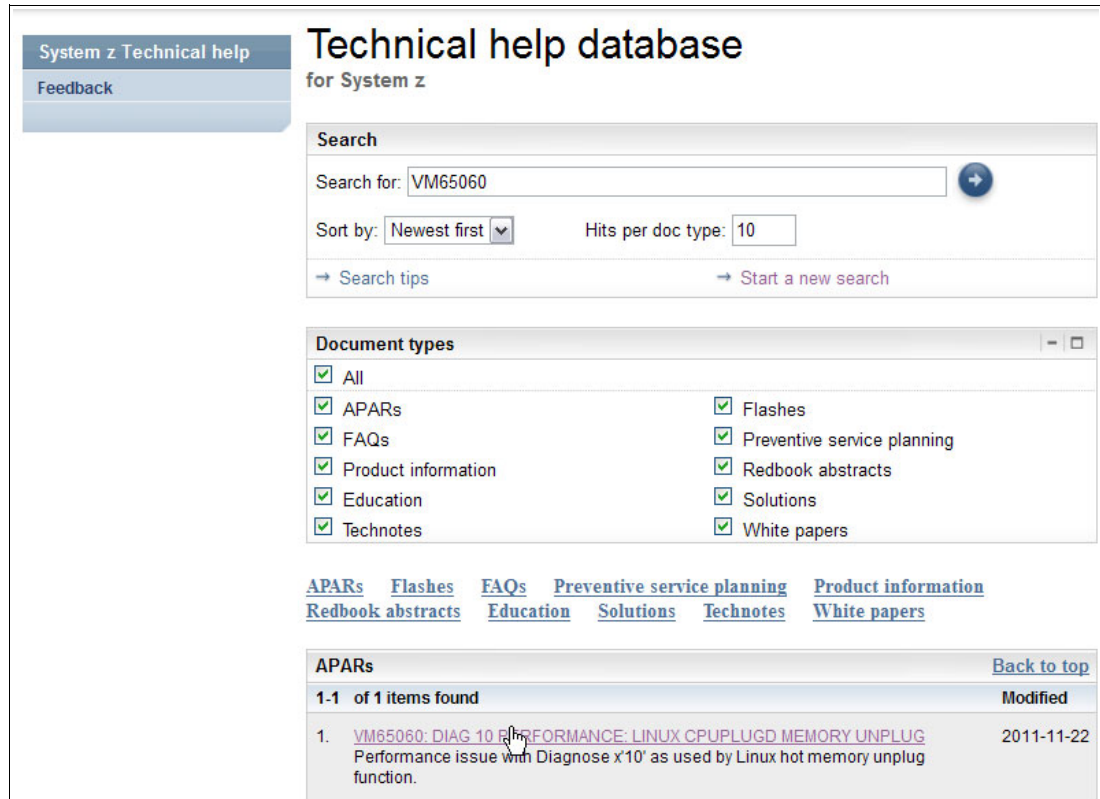 System z Technical help
Feedback
Technical help database
for System z
Search
Search for: VM65060
Sort by: Newest first Hits per doc type: 10
→ Search tips → Start a new search
Document types
All
APARs Flashes
FAQs Preventive service planning
Product information Redbook abstracts
Education Solutions
Technotes White papers
APARs Flashes FAQs Preventive service planning Product information
Redbook abstracts Education Solutions Technotes White papers
APARs Back to top
1-1 of 1 items found Modified
1. VM65060: DIAG 10 PERFORMANCE: LINUX CPUPLUGD MEMORY UNPLUG 2011-11-22
Performance issue with Diagnose x'10' as used by Linux hot memory unplug
function.